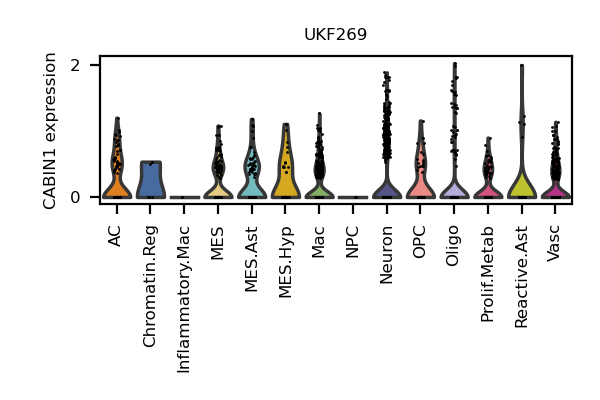 UKF269
CABIN1 expression
2
0
AC
Chromatin.Reg
Inflammatory.Mac
MES
MES.Ast
MES.Hyp
Mac
NPC
Neuron
OPC
Oligo
Prolif.Metab
Reactive.Ast
Vasc